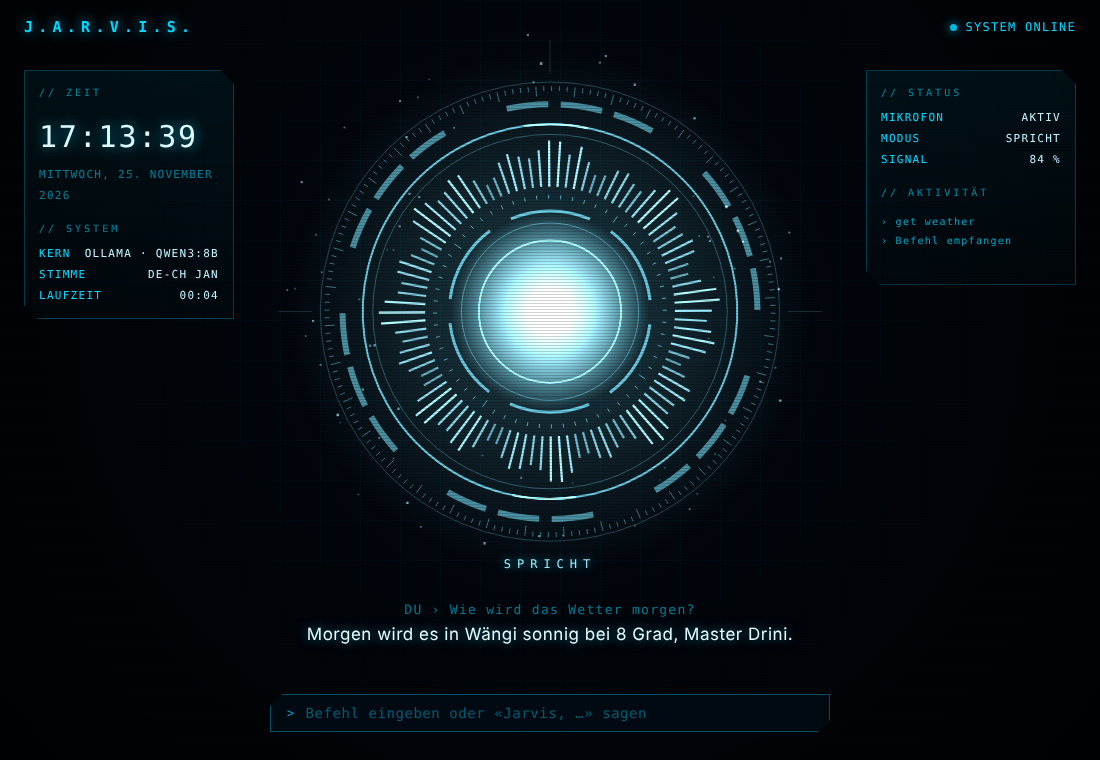 J.A.R.V.I.S.
SYSTEM ONLINE
// ZEIT
17:13:39
MITTWOCH, 25. NOVEMBER
2026
// SYSTEM
KERN OLLAMA · QWEN3:8B
STIMME DE-CH JAN
LAUFZEIT 00:04
// STATUS
MIKROFON AKTIV
MODUS SPRICHT
SIGNAL 84 %
// AKTIVITÄT
› get weather
› Befehl empfangen
SPRICHT
DU › Wie wird das Wetter morgen?
Morgen wird es in Wängi sonnig bei 8 Grad, Master Drini.
> Befehl eingeben oder «Jarvis, …» sagen